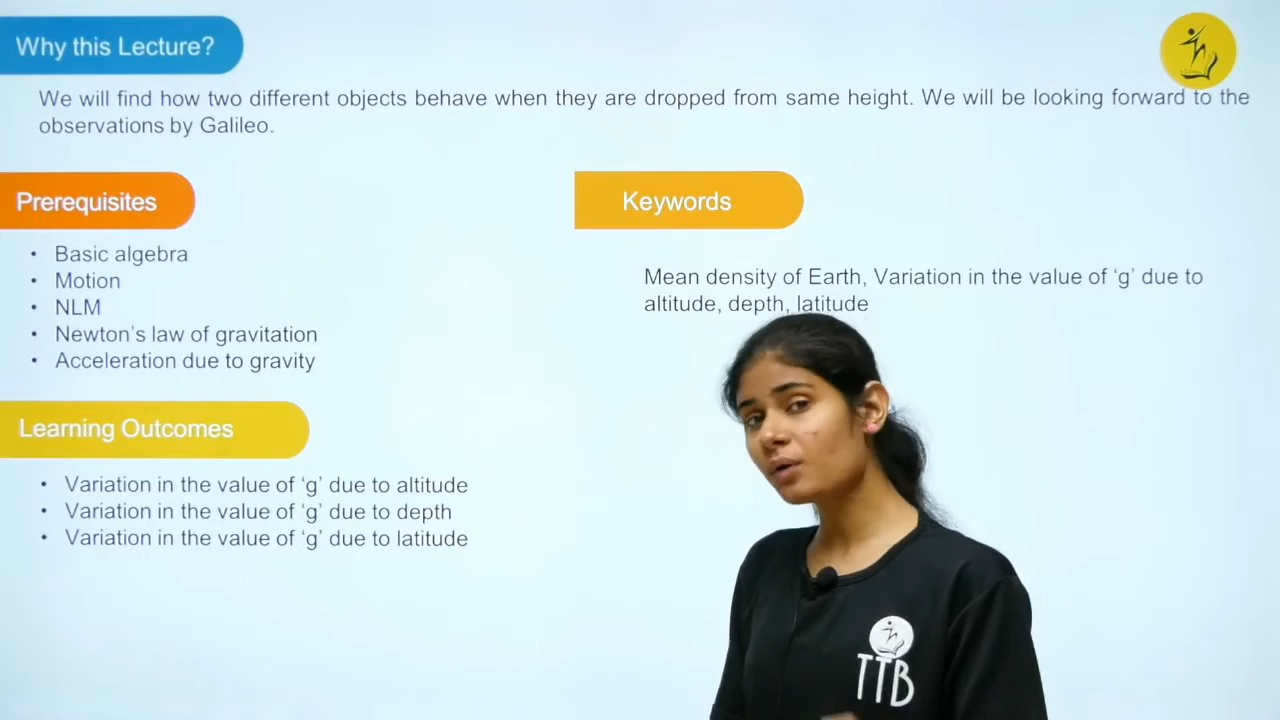 Why this Lecture?
We will find how two different objects behave when they are dropped from same height. We will be looking forward to the
observations by Galileo.
Prerequisites
• Basic algebra
• Motion
• NLM
• Newton's law of gravitation
• Acceleration due to gravity
Keywords
Mean density of Earth, Variation in the value of ‘g’ due to
altitude, depth, latitude
Learning Outcomes
• Variation in the value of ‘g’ due to altitude
• Variation in the value of ‘g’ due to depth
• Variation in the value of ‘g’ due to latitude
TTB